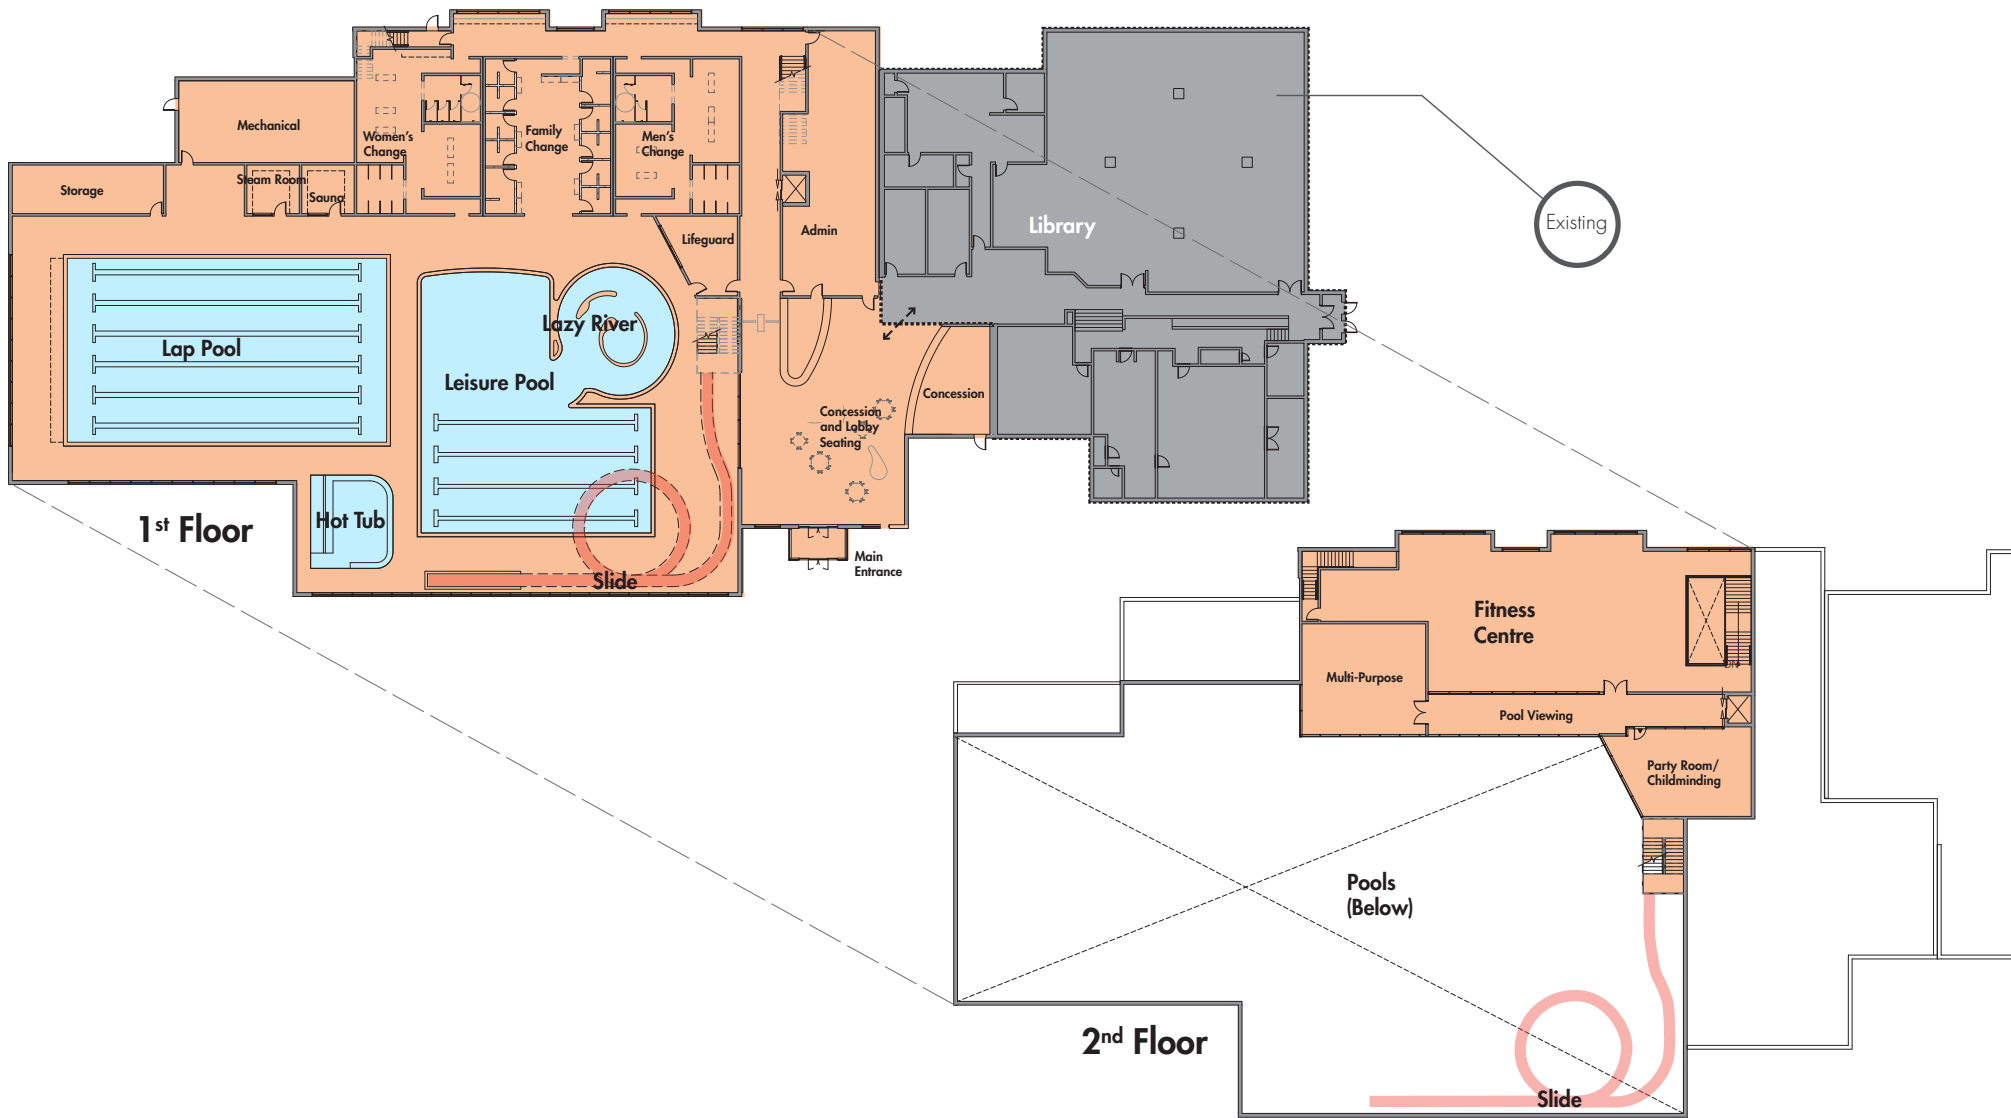 Mechanical
Women's
Change
Family
Change
Men's
Change
Storage
Steam Room
Sauna
Lifeguard
Admin
Library
Existing
Lap Pool
Lazy River
Leisure Pool
Concession
Concession
and Lobby
Seating
Hot Tub
1st Floor
Slide
Main
Entrance
Fitness
Centre
DN
Multi-Purpose
Pool Viewing
Party Room/
Childminding
Pools
(Below)
2nd Floor
Slide